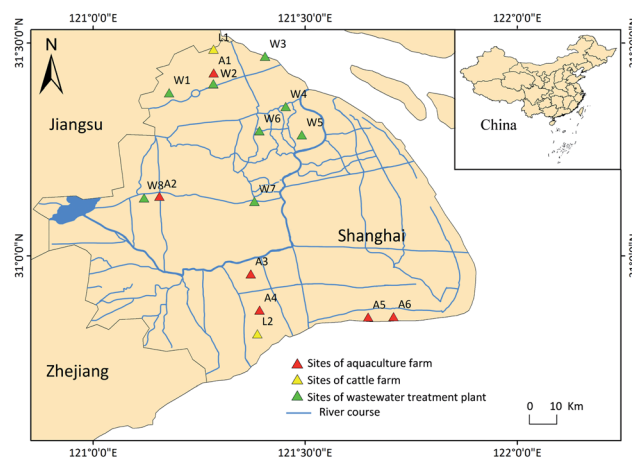 121°0'0"E 121°30'0"E 122°0'0"E
31°30'0"N
N
L1
W3
A1
W2
W1
W4
Jiangsu
W6
W5
China
W8
A2
W7
Shanghai
31°0'0"N
A3
A4
A5
A6
L2
Zhejiang
Sites of aquaculture farm
Sites of cattle farm
Sites of wastewater treatment plant
River course
0 10 Km
121°0'0"E 121°30'0"E 122°0'0"E